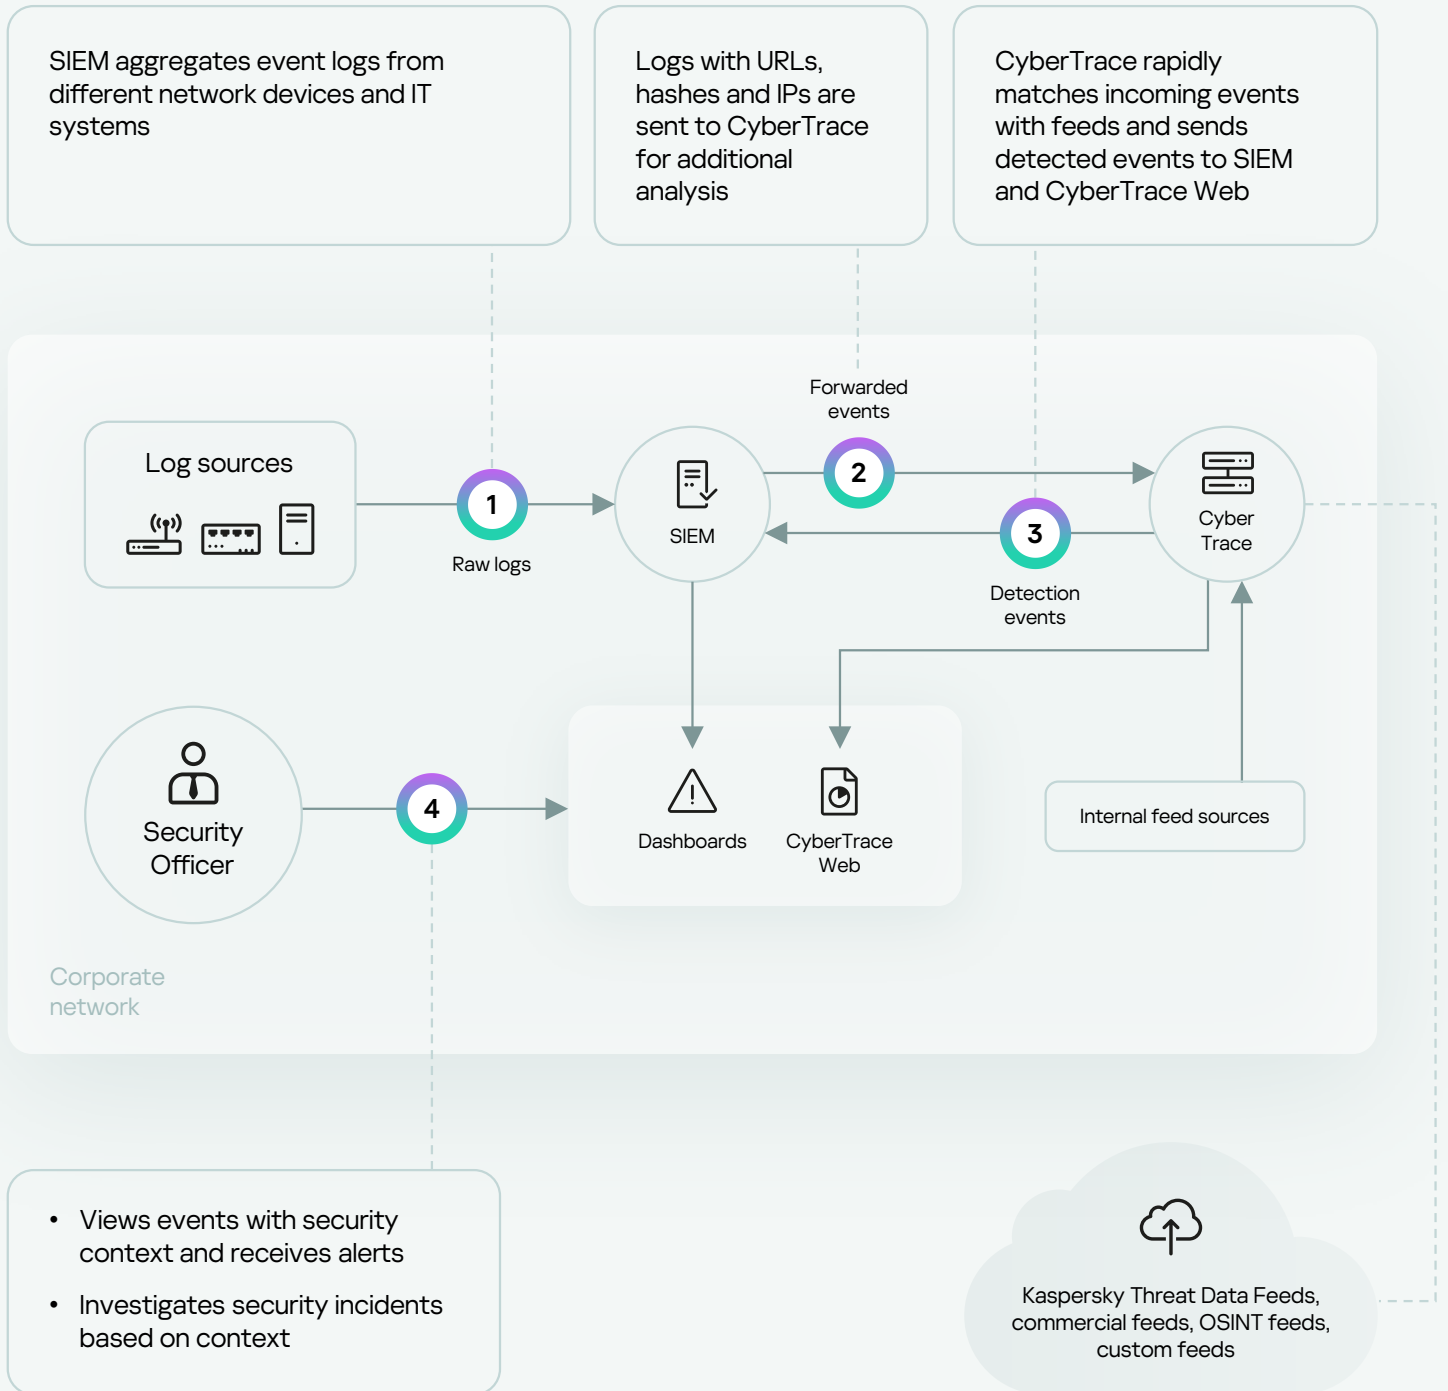 SIEM aggregates event logs from
different network devices and IT
systems
Logs with URLs,
hashes and IPs are
sent to CyberTrace
for additional
analysis
CyberTrace rapidly
matches incoming events
with feeds and sends
detected events to SIEM
and CyberTrace Web
Log sources
1
Raw logs
SIEM
Forwarded
events
2
3
Detection
events
Cyber
Trace
Security
Officer
4
Dashboards
CyberTrace
Web
Internal feed sources
Corporate
network
• Views events with security
context and receives alerts
• Investigates security incidents
based on context
Kaspersky Threat Data Feeds,
commercial feeds, OSINT feeds,
custom feeds